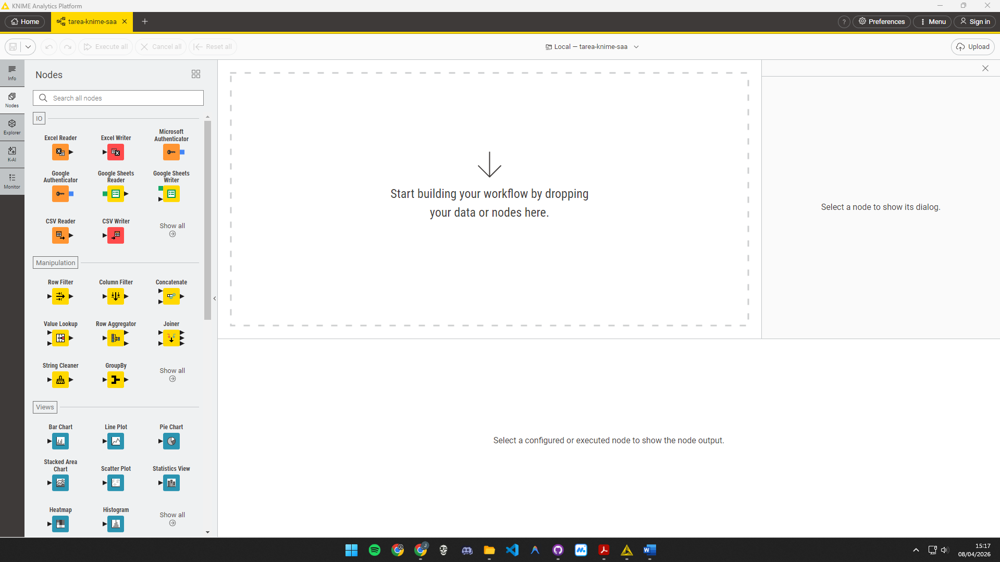 KNIME Analytics Platform
Home
tarea-knime-saa
?
Preferences
Menu
Sign in
Execute all
Cancel all
Reset all
Local — tarea-knime-saa
Upload
Info
Nodes
Explorer
K-AI
Monitor
Nodes
Search all nodes
IO
Excel Reader
Excel Writer
Microsoft
Authenticator
Google
Authenticator
Google Sheets
Reader
Google Sheets
Writer
CSV Reader
CSV Writer
Show all
Manipulation
Row Filter
Column Filter
Concatenate
Value Lookup
Row Aggregator
Joiner
String Cleaner
GroupBy
Show all
Views
Bar Chart
Line Plot
Pie Chart
Stacked Area
Chart
Scatter Plot
Statistics View
Heatmap
Histogram
Show all
Start building your workflow by dropping
your data or nodes here.
Select a node to show its dialog.
Select a configured or executed node to show the node output.
J
W
15:17
08/04/2026